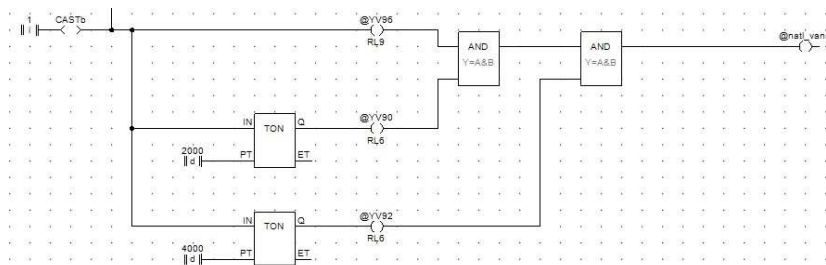 1 CASTb
i
@YV96
RL9
AND
Y=A&B
AND
Y=A&B
@natl_van
@YV90
RL6
IN TON Q
2000
d
PT ET
@YV92
RL6
IN TON Q
4000
d
PT ET